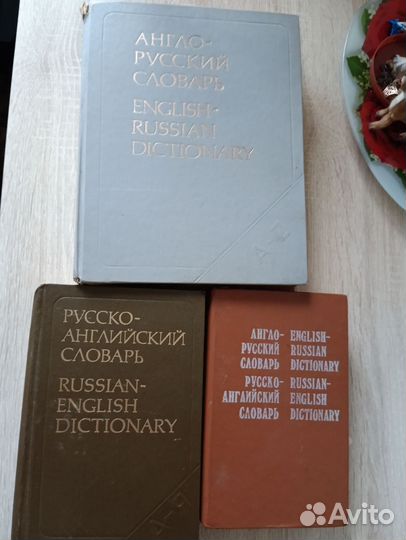 АНГЛО-
РУССКИЙ
СЛОВАРЬ
ENGLISH-
RUSSIAN
DICTIONARY
A-Z
РУССКО-
АНГЛИЙСКИЙ
СЛОВАРЬ
RUSSIAN-
ENGLISH
DICTIONARY
А-Я
АНГЛО-
РУССКИЙ
СЛОВАРЬ
ENGLISH-
RUSSIAN
DICTIONARY
РУССКО-
АНГЛИЙСКИЙ
СЛОВАРЬ
RUSSIAN-
ENGLISH
DICTIONARY
Avito